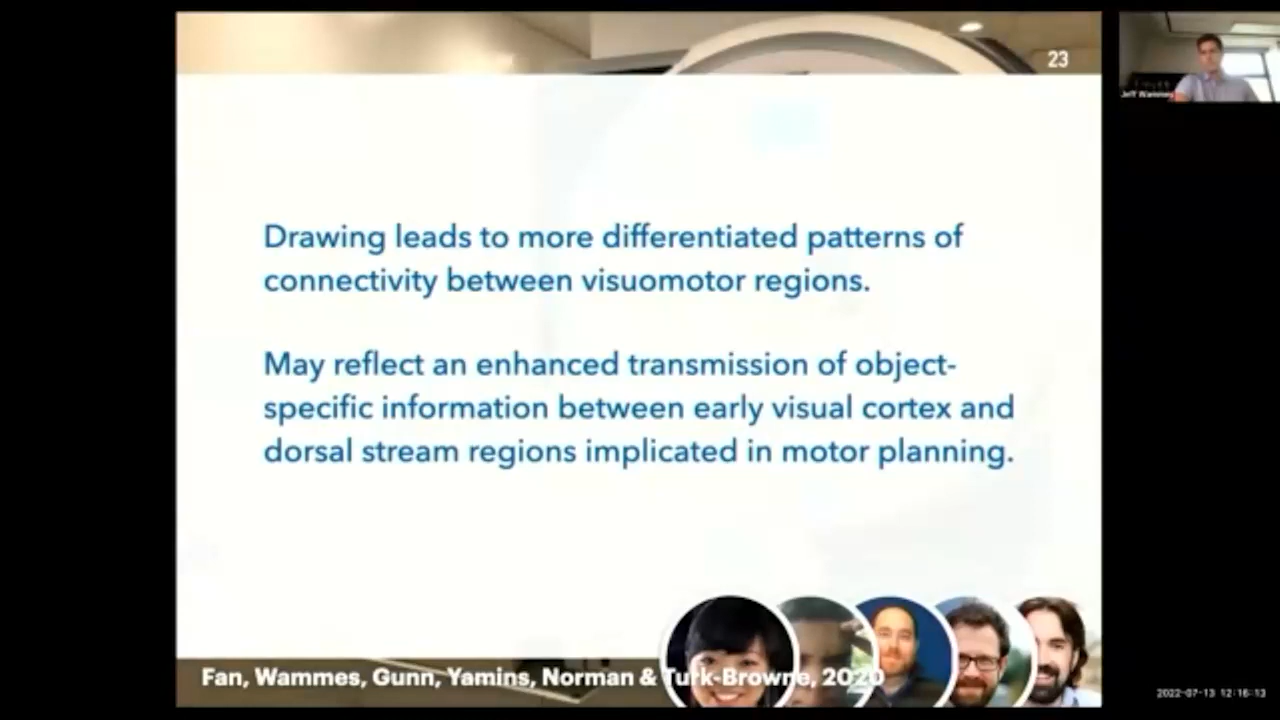 23
Jeff Wammes
Drawing leads to more differentiated patterns of
connectivity between visuomotor regions.
May reflect an enhanced transmission of object-
specific information between early visual cortex and
dorsal stream regions implicated in motor planning.
Fan, Wammes, Gunn, Yamins, Norman & Turk-Browne, 2020
2022-07-13 12:16:13